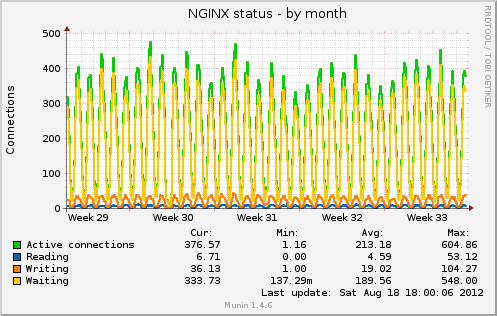 NGINX status - by month
RRDTOOL / TOBI OETIKER
Connections
500
400
300
200
100
0
Week 29 Week 30 Week 31 Week 32 Week 33
Cur: Min: Avg: Max:
Active connections 376.57 1.16 213.18 604.86
Reading 6.71 0.00 4.59 53.12
Writing 36.13 1.00 19.02 104.27
Waiting 333.73 137.29m 189.56 548.00
Last update: Sat Aug 18 18:00:06 2012
Munin 1.4.6